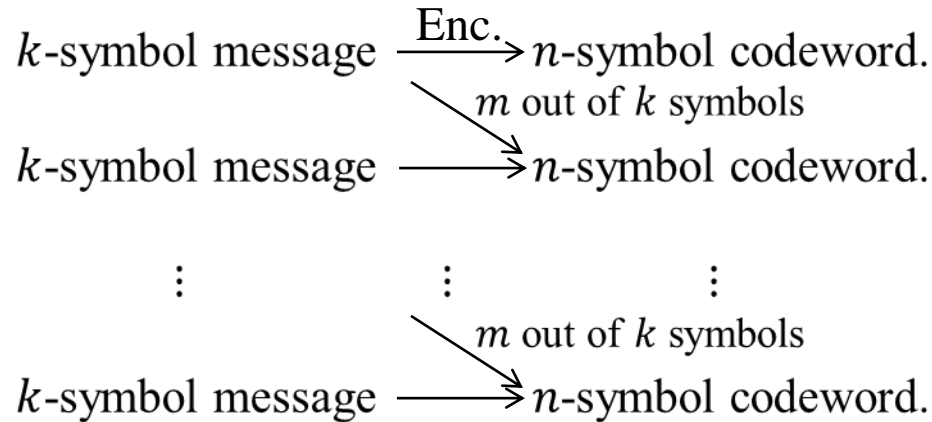 Enc.
k-symbol message n-symbol codeword.
m out of k symbols
k-symbol message n-symbol codeword.
⋮ ⋮ ⋮
m out of k symbols
k-symbol message n-symbol codeword.